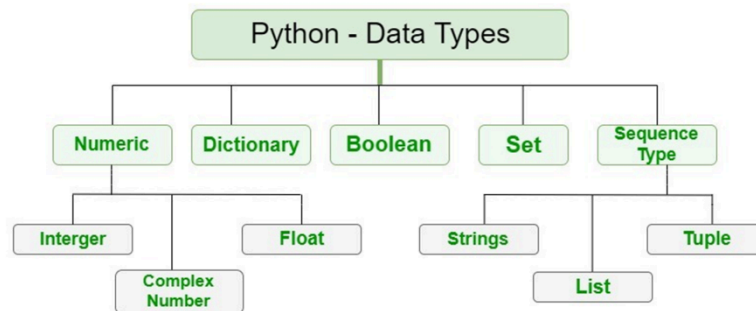 Python - Data Types
Numeric
Dictionary
Boolean
Set
Sequence
Type
Interger
Complex
Number
Float
Strings
List
Tuple